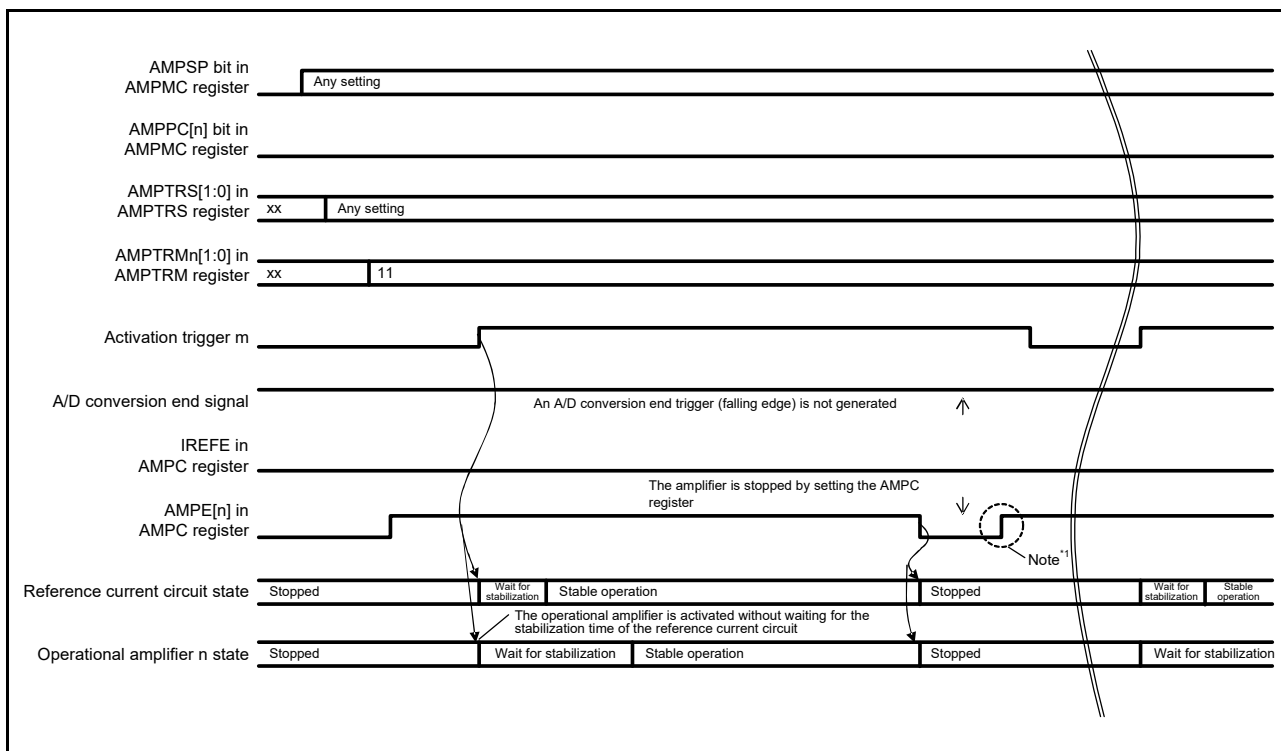 AMPSP bit in
AMPMC register
Any setting
AMPPC[n] bit in
AMPMC register
AMPTRS[1:0] in
AMPTRS register
xx
Any setting
AMPTRMn[1:0] in
AMPTRM register
xx
11
Activation trigger m
A/D conversion end signal
An A/D conversion end trigger (falling edge) is not generated
IREFE in
AMPC register
The amplifier is stopped by setting the AMPC
register
AMPE[n] in
AMPC register
Note*1
Reference current circuit state
Stopped
Wait for
stabilization
Stable operation
Stopped
Wait for
stabilization
Stable
operation
The operational amplifier is activated without waiting for the
stabilization time of the reference current circuit
Operational amplifier n state
Stopped
Wait for stabilization
Stable operation
Stopped
Wait for stabilization